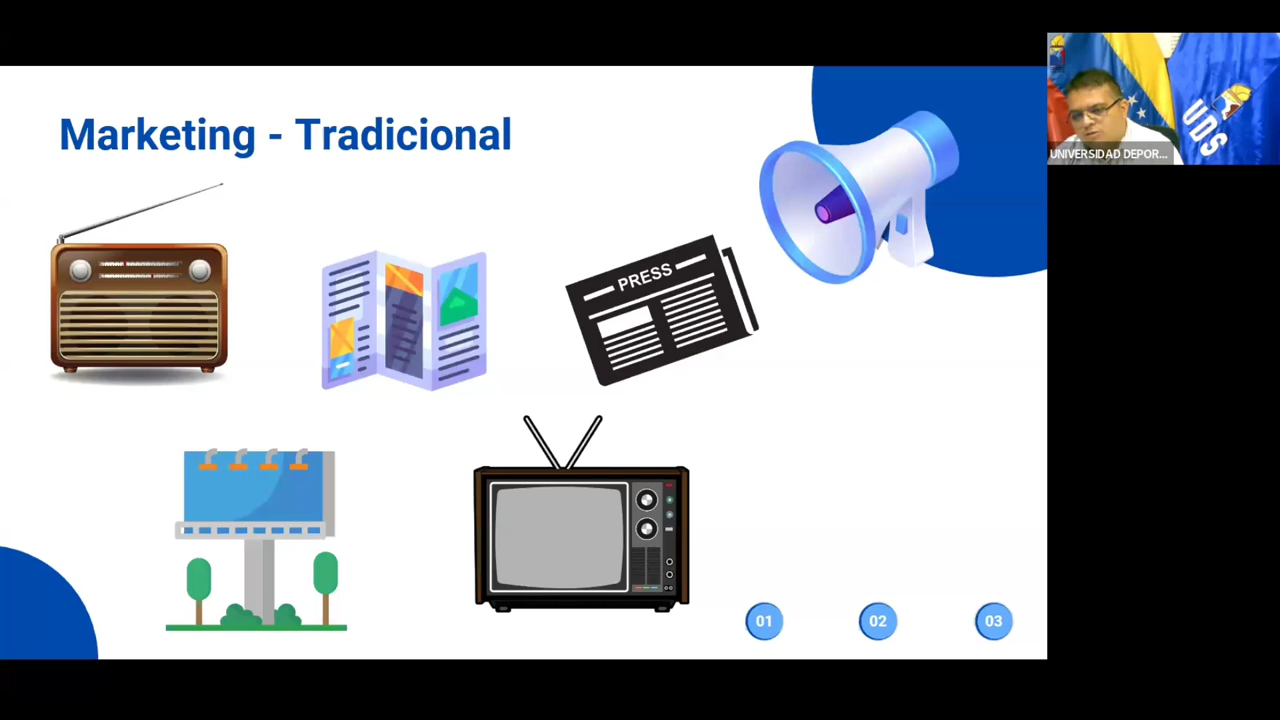 Marketing - Tradicional
UNIVERSIDAD DEPOR...
UDS
PRESS
01
02
03